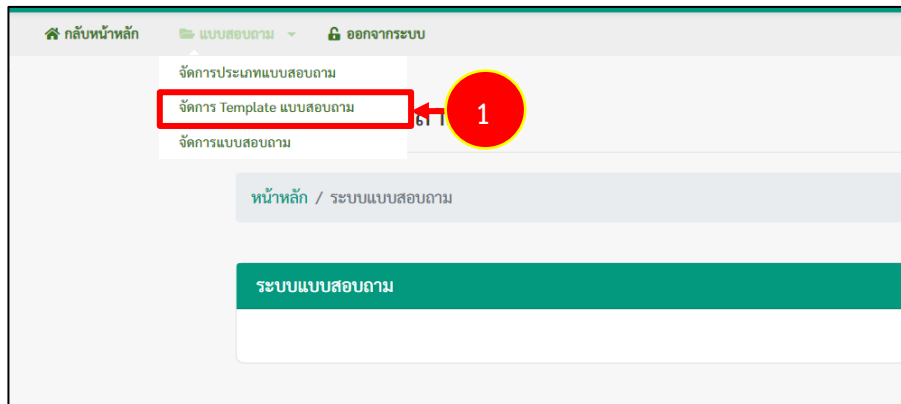 กลับหน้าหลัก แบบสอบถาม ออกจากระบบ
จัดการประเภทแบบสอบถาม
จัดการ Template แบบสอบถาม
1
จัดการแบบสอบถาม
หน้าหลัก / ระบบแบบสอบถาม
ระบบแบบสอบถาม